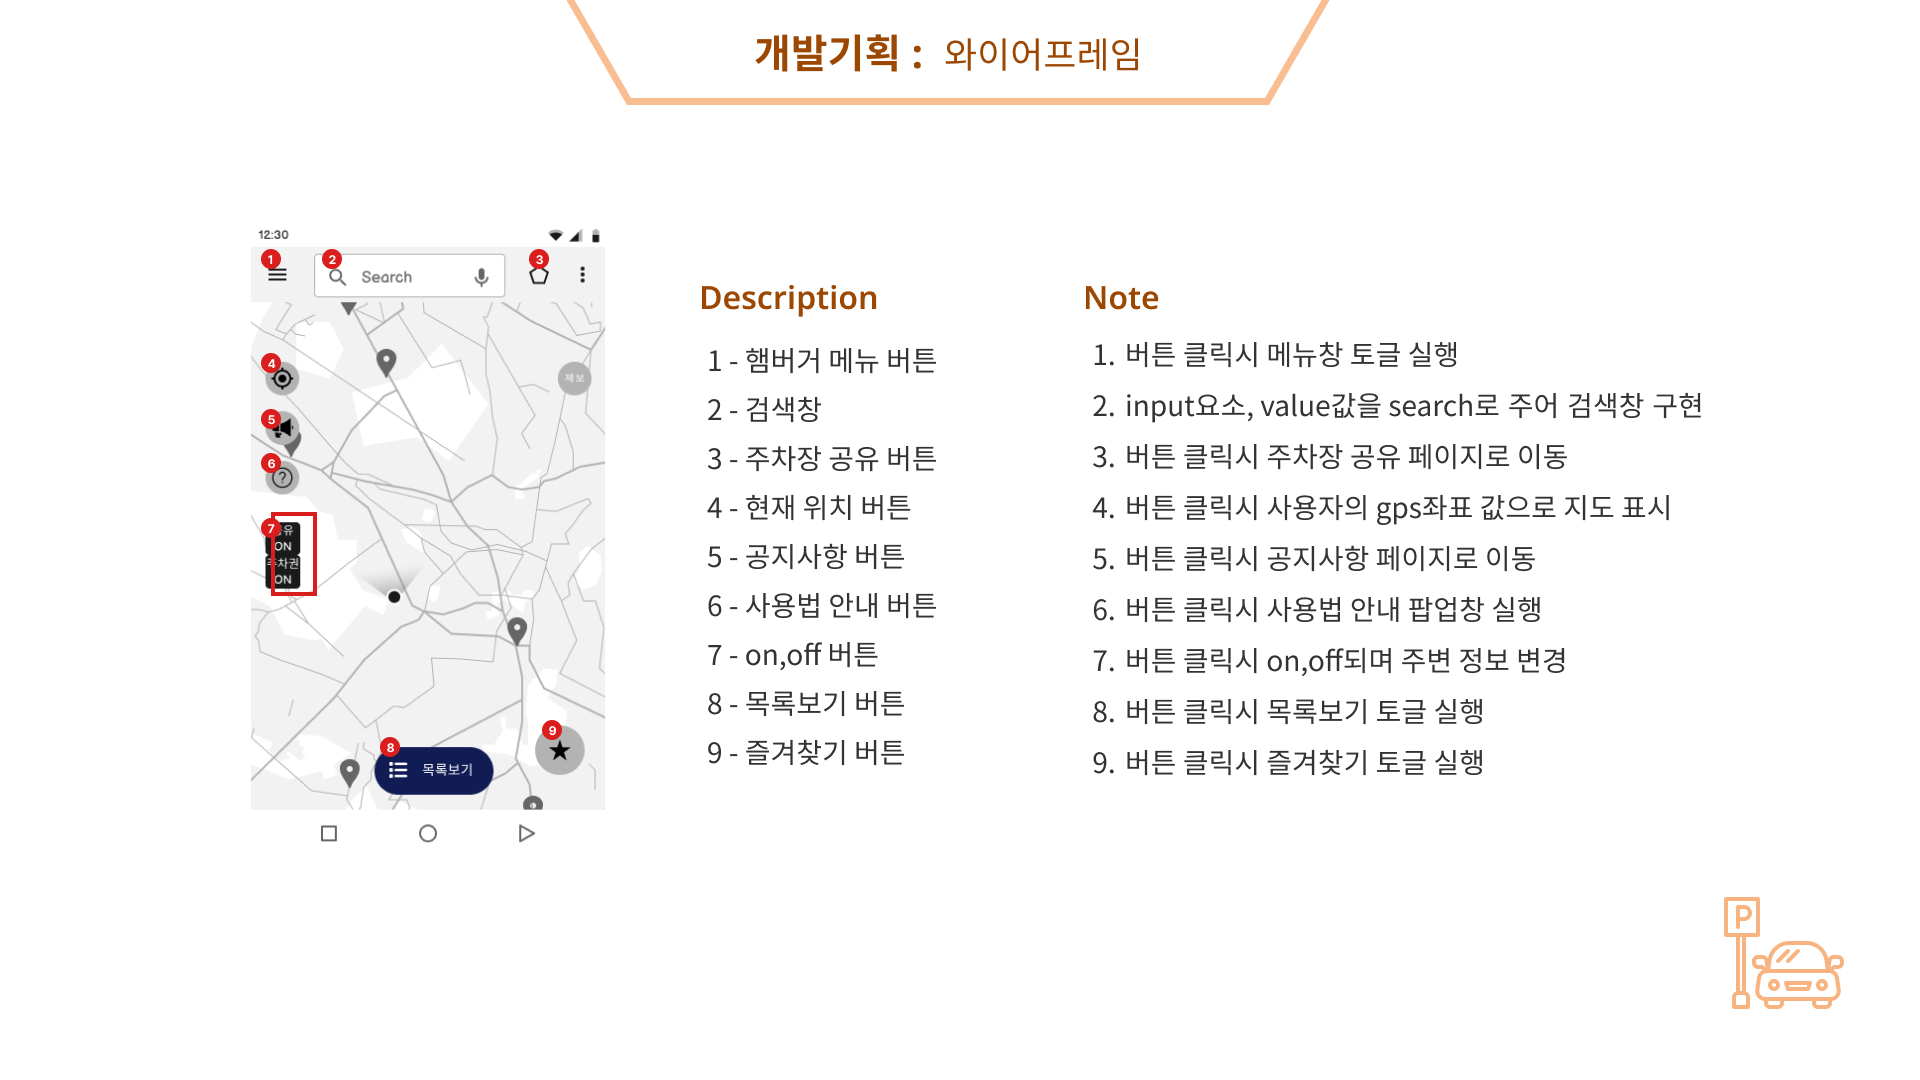 개발기획 : 와이어프레임
12:30
1
2
3
Search
4
제보
5
6
?
7
ON
주차권
ON
8
9
목록보기
Description
1 - 햄버거 메뉴 버튼
2 - 검색창
3 - 주차장 공유 버튼
4 - 현재 위치 버튼
5 - 공지사항 버튼
6 - 사용법 안내 버튼
7 - on,off 버튼
8 - 목록보기 버튼
9 - 즐겨찾기 버튼
Note
1. 버튼 클릭시 메뉴창 토글 실행
2. input요소, value값을 search로 주어 검색창 구현
3. 버튼 클릭시 주차장 공유 페이지로 이동
4. 버튼 클릭시 사용자의 gps좌표 값으로 지도 표시
5. 버튼 클릭시 공지사항 페이지로 이동
6. 버튼 클릭시 사용법 안내 팝업창 실행
7. 버튼 클릭시 on,off되며 주변 정보 변경
8. 버튼 클릭시 목록보기 토글 실행
9. 버튼 클릭시 즐겨찾기 토글 실행
P